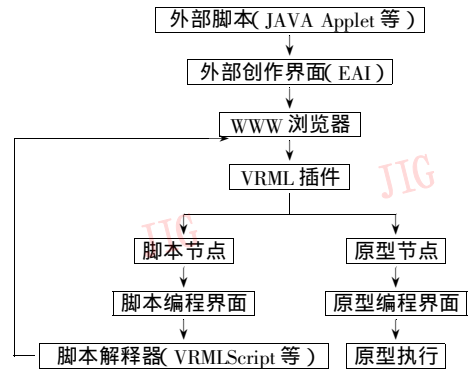 外部脚本(JAVA Applet 等)
外部创作界面(EAI)
WWW 浏览器
VRML 插件
JIG
JIG
脚本节点 原型节点
脚本编程界面 原型编程界面
脚本解释器(VRMLScript 等) 原型执行